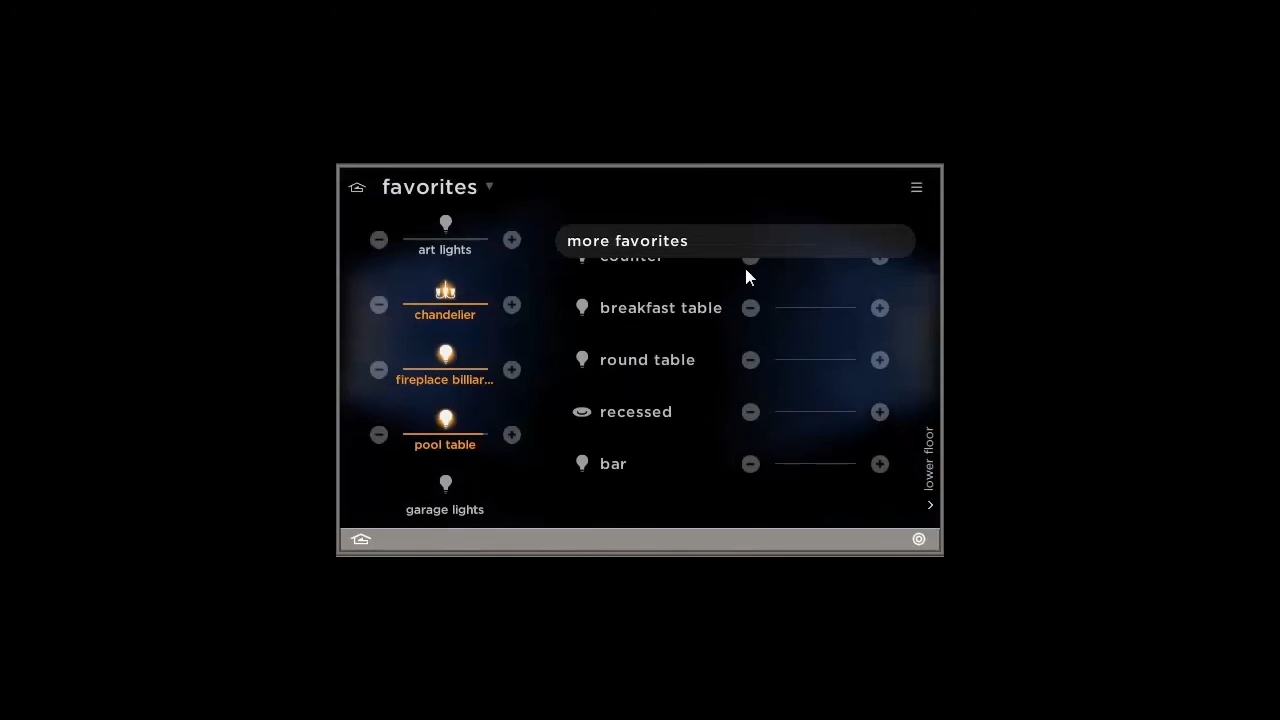 favorites
art lights
chandelier
fireplace billiar...
pool table
garage lights
more favorites
counter
breakfast table
round table
recessed
bar
lower floor